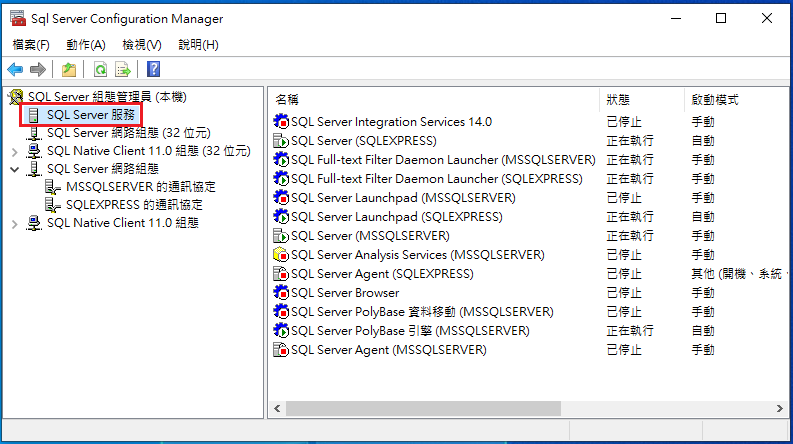 Sql Server Configuration Manager
檔案(F) 動作(A) 檢視(V) 說明(H)
SQL Server 組態管理員 (本機)
SQL Server 服務
SQL Server 網路組態 (32 位元)
SQL Native Client 11.0 組態 (32 位元)
SQL Server 網路組態
MSSQLSERVER 的通訊協定
SQLEXPRESS 的通訊協定
SQL Native Client 11.0 組態
名稱 狀態 啟動模式
SQL Server Integration Services 14.0 已停止 手動
SQL Server (SQLEXPRESS) 正在執行 自動
SQL Full-text Filter Daemon Launcher (MSSQLSERVER) 正在執行 手動
SQL Full-text Filter Daemon Launcher (SQLEXPRESS) 正在執行 手動
SQL Server Launchpad (MSSQLSERVER) 已停止 手動
SQL Server Launchpad (SQLEXPRESS) 正在執行 自動
SQL Server (MSSQLSERVER) 正在執行 手動
SQL Server Analysis Services (MSSQLSERVER) 已停止 手動
SQL Server Agent (SQLEXPRESS) 已停止 其他 (開機、系統、
SQL Server Browser 已停止 手動
SQL Server PolyBase 資料移動 (MSSQLSERVER) 已停止 手動
SQL Server PolyBase 引擎 (MSSQLSERVER) 正在執行 自動
SQL Server Agent (MSSQLSERVER) 已停止 手動